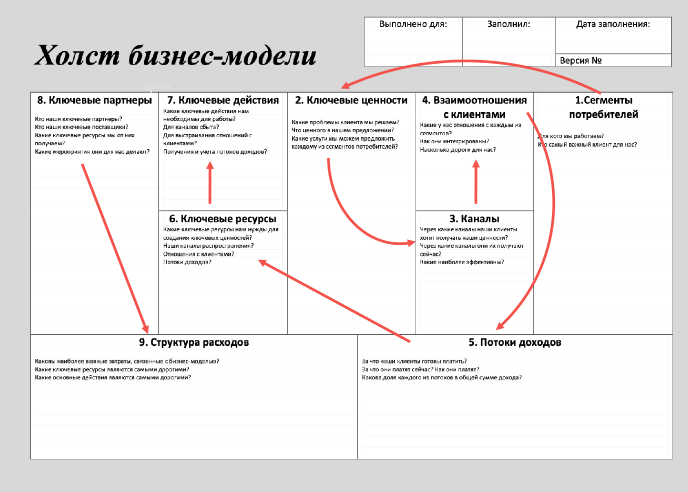 Холст бизнес-модели
Выполнено для:
Заполнил:
Дата заполнения:
Версия №
8. Ключевые партнеры
Кто наши ключевые партнеры?
Кто наши ключевые поставщики?
Какие ключевые ресурсы мы от них
получаем?
Какие мероприятия они для нас делают?
7. Ключевые действия
Какие ключевые действия нам
необходимы для работы?
Для каналов сбыта?
Для выстраивания отношений с
клиентами?
Получения и учета потоков доходов?
6. Ключевые ресурсы
Какие ключевые ресурсы нам нужды для
создания ключевых ценностей?
Наши каналы распространения?
Отношения с клиентами?
Потоки доходов?
2. Ключевые ценности
Какие проблемы клиента мы решаем?
Что ценного в нашем предложении?
Какие услуги мы можем предложить
каждому из сегментов потребителей?
4. Взаимоотношения
с клиентами
Какие у нас отношения с каждым из
сегментов?
Как они интегрированы?
Насколько дороги для нас?
3. Каналы
Через какие каналы наши клиенты
хотят получать наши ценности?
Через какие каналы они их получают
сейчас?
Какие наиболее эффективны?
1.Сегменты
потребителей
Для кого мы работаем?
Кто самый важный клиент для нас?
9. Структура расходов
Каковы наиболее важные затраты, связанные с бизнес-моделью?
Какие ключевые ресурсы являются самыми дорогими?
Какие основные действия являются самыми дорогими?
5. Потоки доходов
За что наши клиенты готовы платить?
За что они платят сейчас? Как они платят?
Какова доля каждого из потоков в общей сумме дохода?